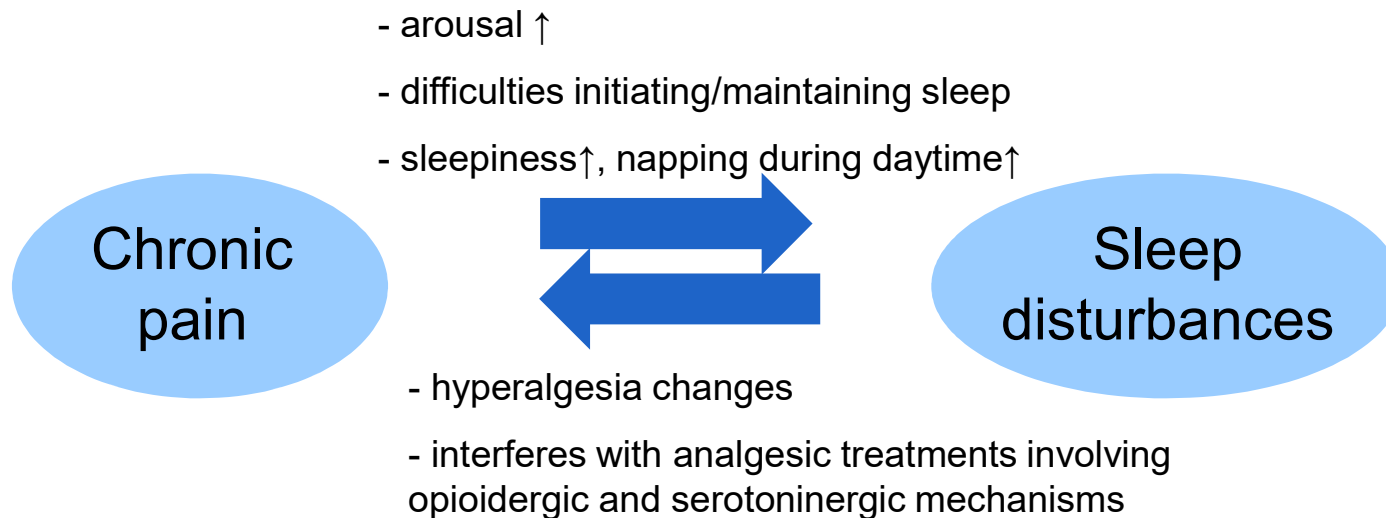 - arousal ↑
- difficulties initiating/maintaining sleep
- sleepiness↑, napping during daytime↑
Chronic
pain
Sleep
disturbances
- hyperalgesia changes
- interferes with analgesic treatments involving
opioidergic and serotoninergic mechanisms